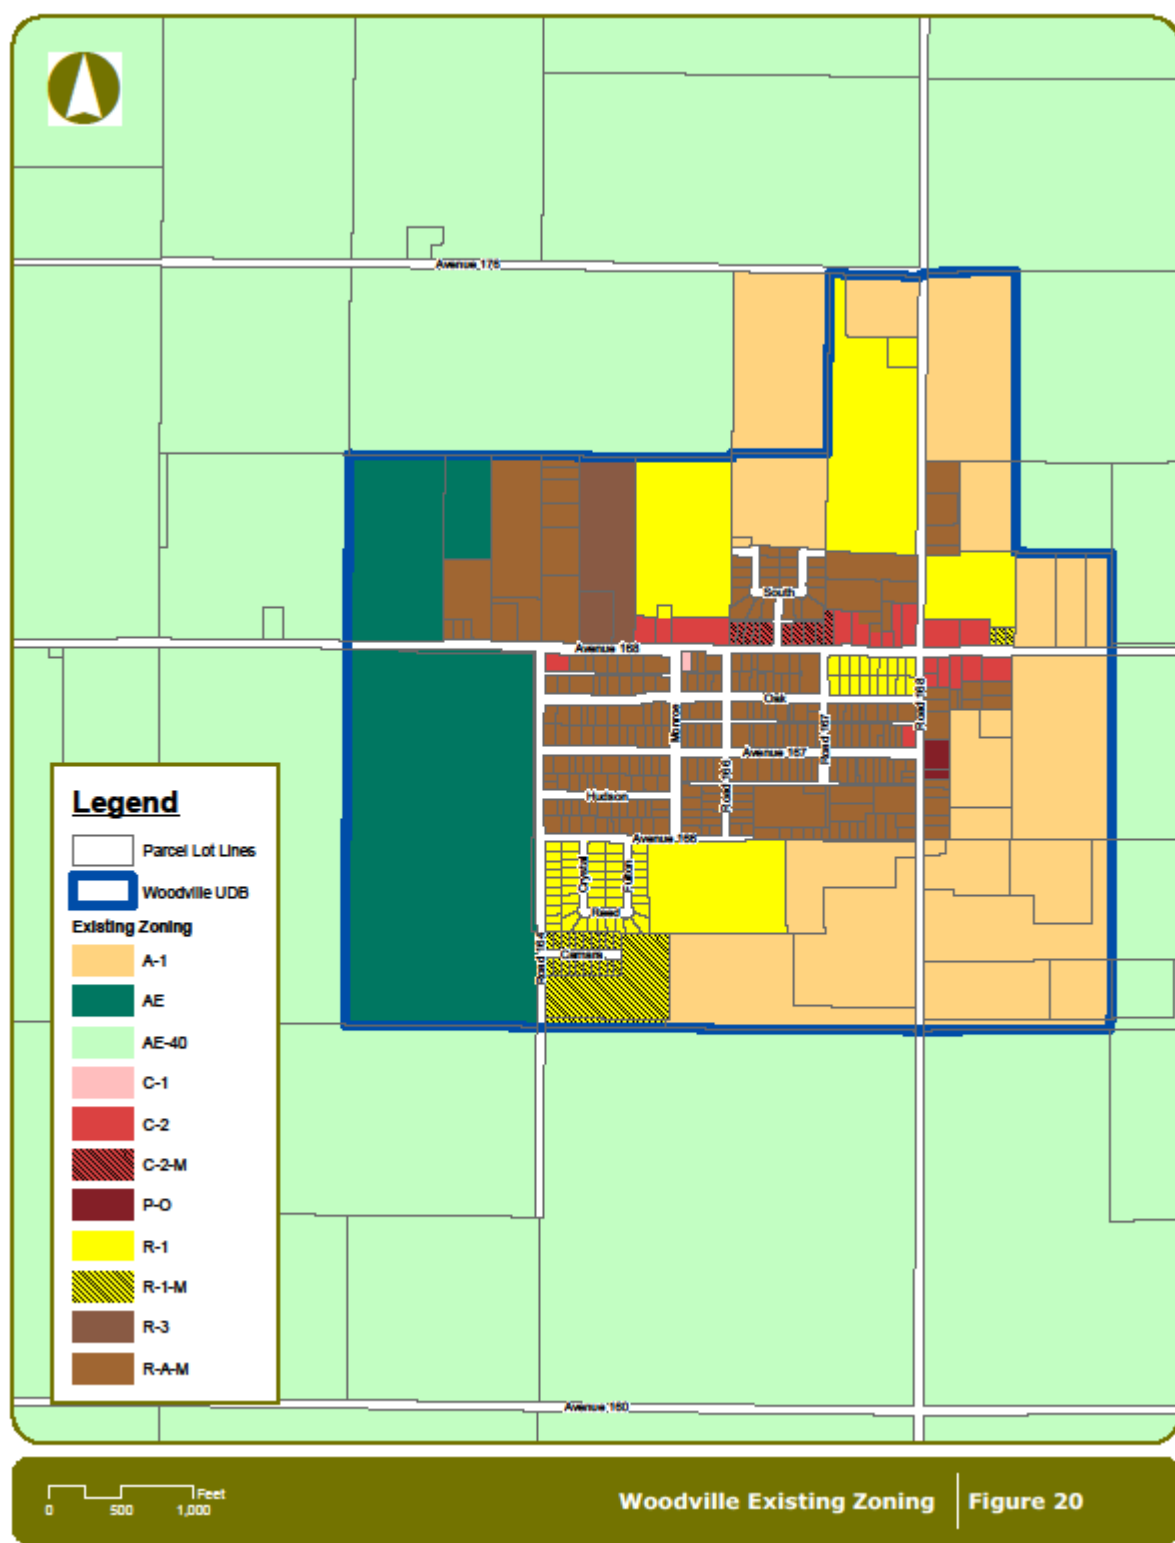 Avenue 176
South
Avenue 168
Oak
Monroe
Road 167
Road 168
Avenue 167
Road 166
Hudson
Avenue 166
Crystal
Fulton
Reed
Road 164
Camara
Legend
Parcel Lot Lines
Woodville UDB
Existing Zoning
A-1
AE
AE-40
C-1
C-2
C-2-M
P-O
R-1
R-1-M
R-3
R-A-M
Avenue 160
Feet
0 500 1,000
Woodville Existing Zoning Figure 20